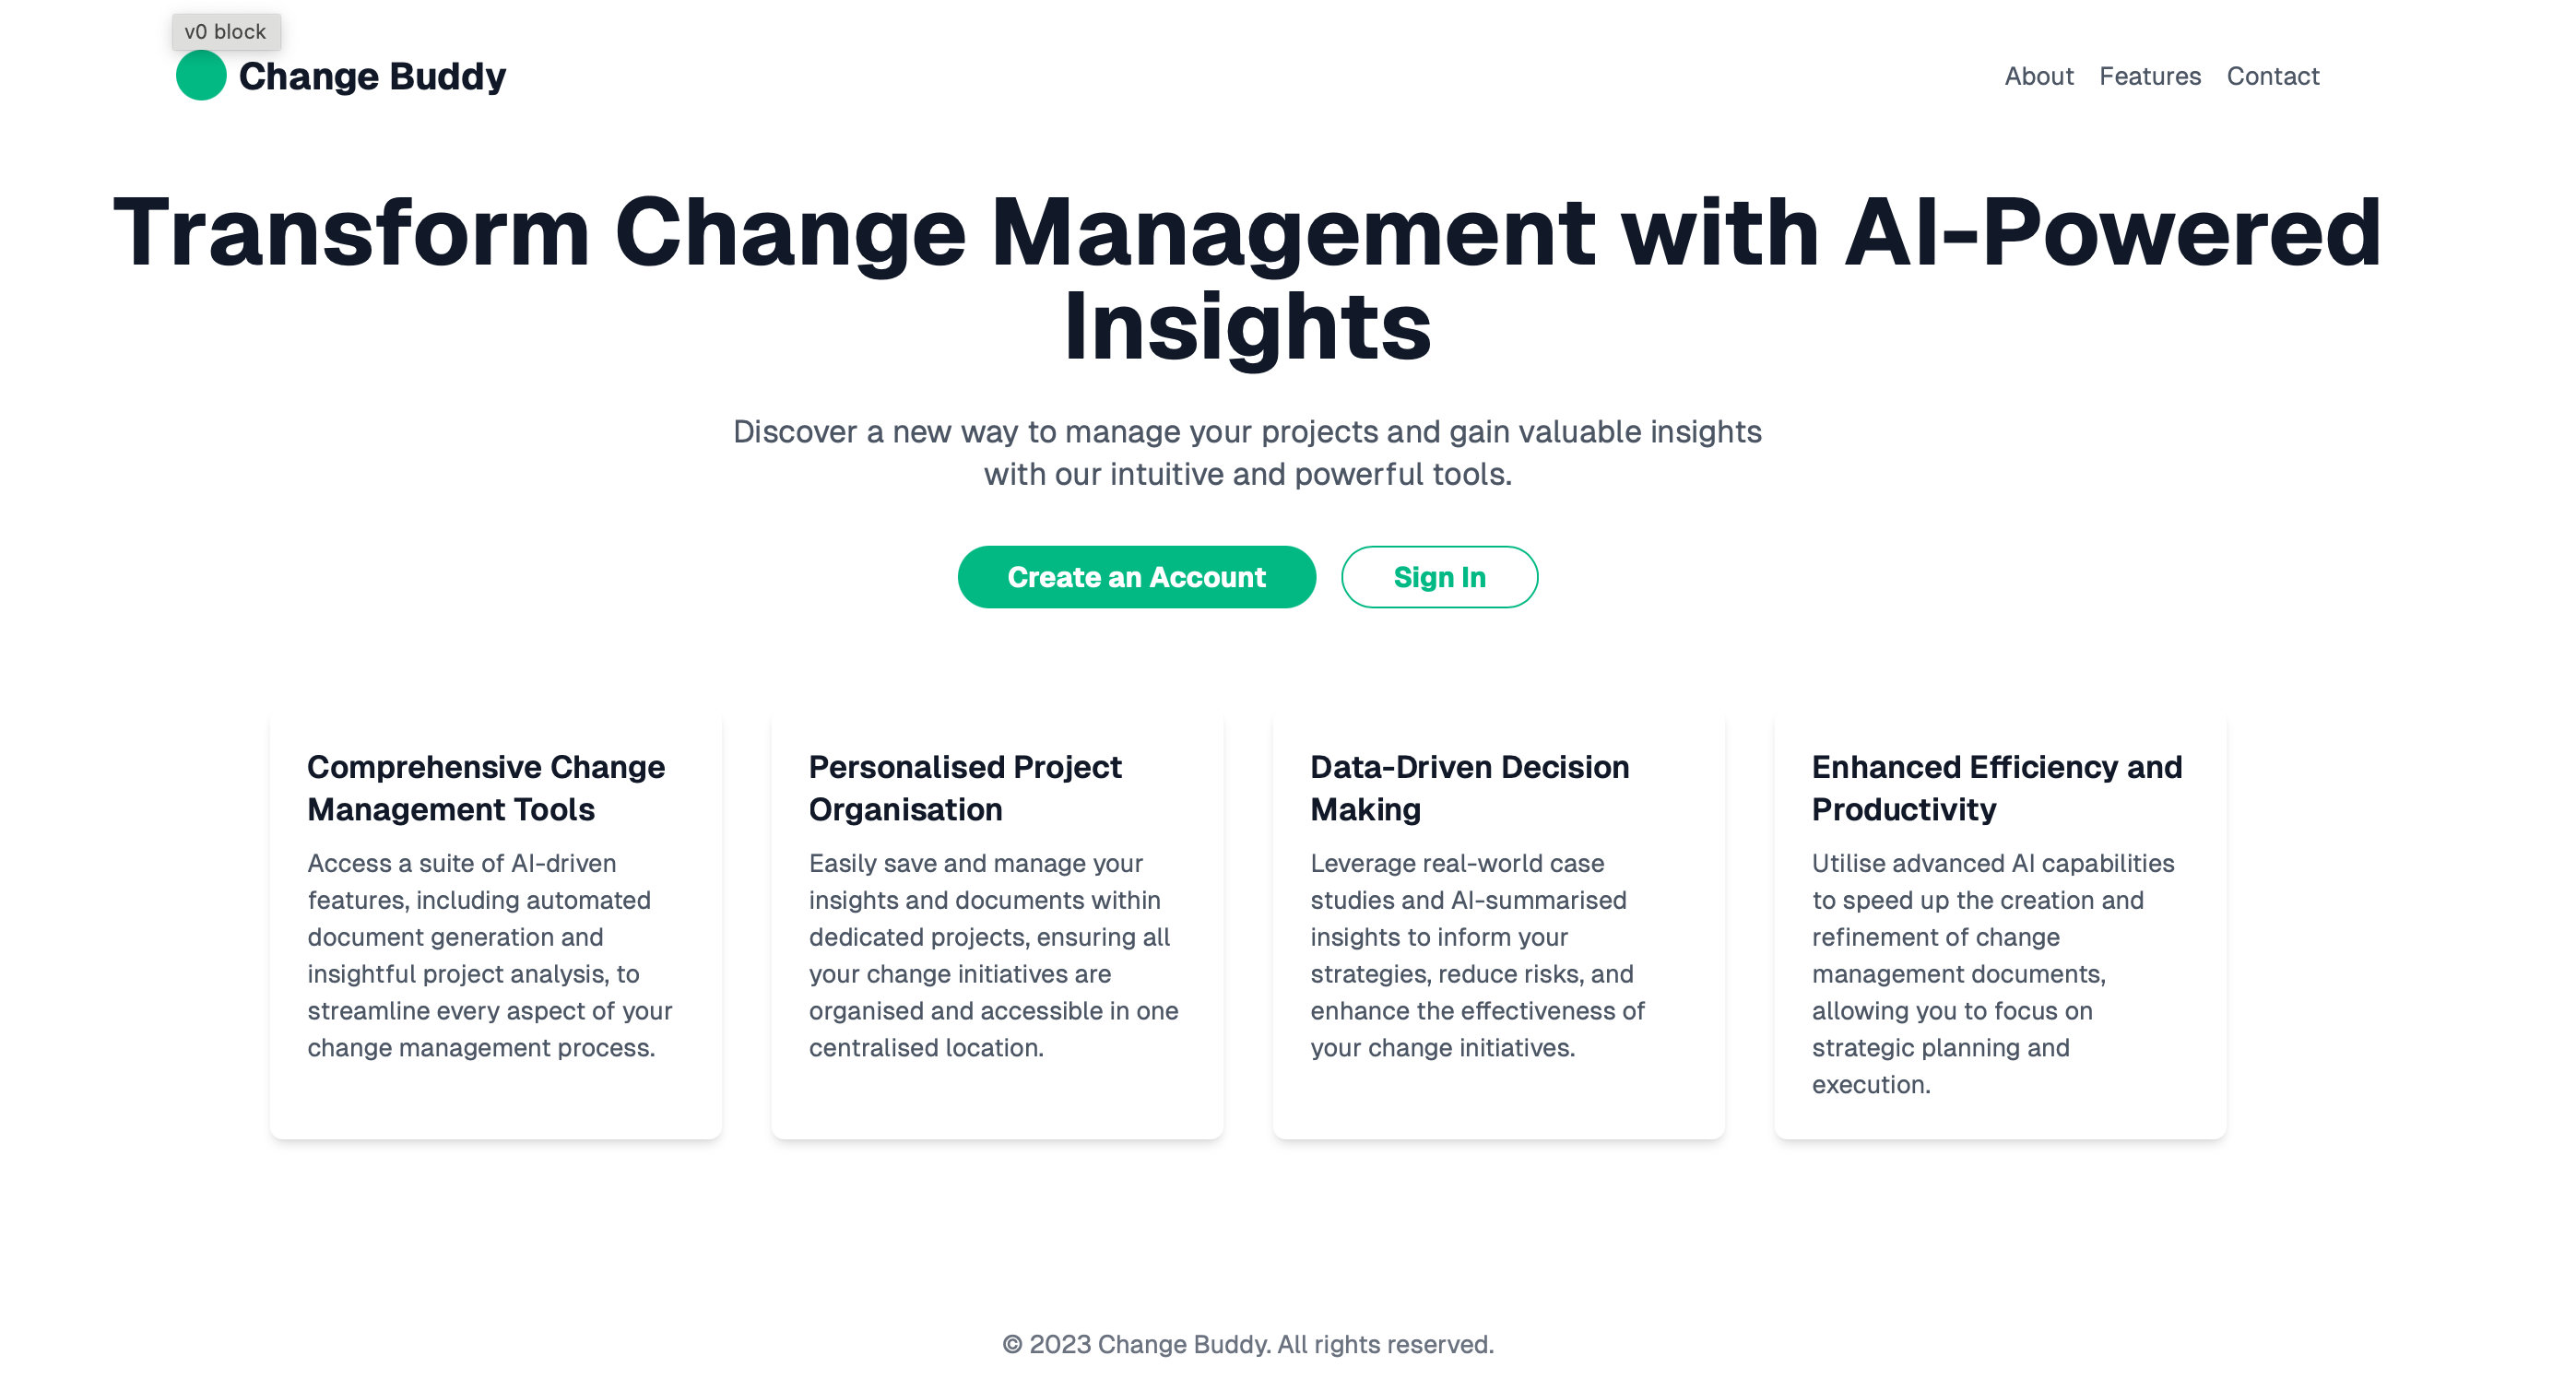 v0 block
Change Buddy
About Features Contact
Transform Change Management with AI-Powered
Insights
Discover a new way to manage your projects and gain valuable insights
with our intuitive and powerful tools.
Create an Account Sign In
Comprehensive Change
Management Tools
Access a suite of AI-driven
features, including automated
document generation and
insightful project analysis, to
streamline every aspect of your
change management process.
Personalised Project
Organisation
Easily save and manage your
insights and documents within
dedicated projects, ensuring all
your change initiatives are
organised and accessible in one
centralised location.
Data-Driven Decision
Making
Leverage real-world case
studies and AI-summarised
insights to inform your
strategies, reduce risks, and
enhance the effectiveness of
your change initiatives.
Enhanced Efficiency and
Productivity
Utilise advanced AI capabilities
to speed up the creation and
refinement of change
management documents,
allowing you to focus on
strategic planning and
execution.
© 2023 Change Buddy. All rights reserved.